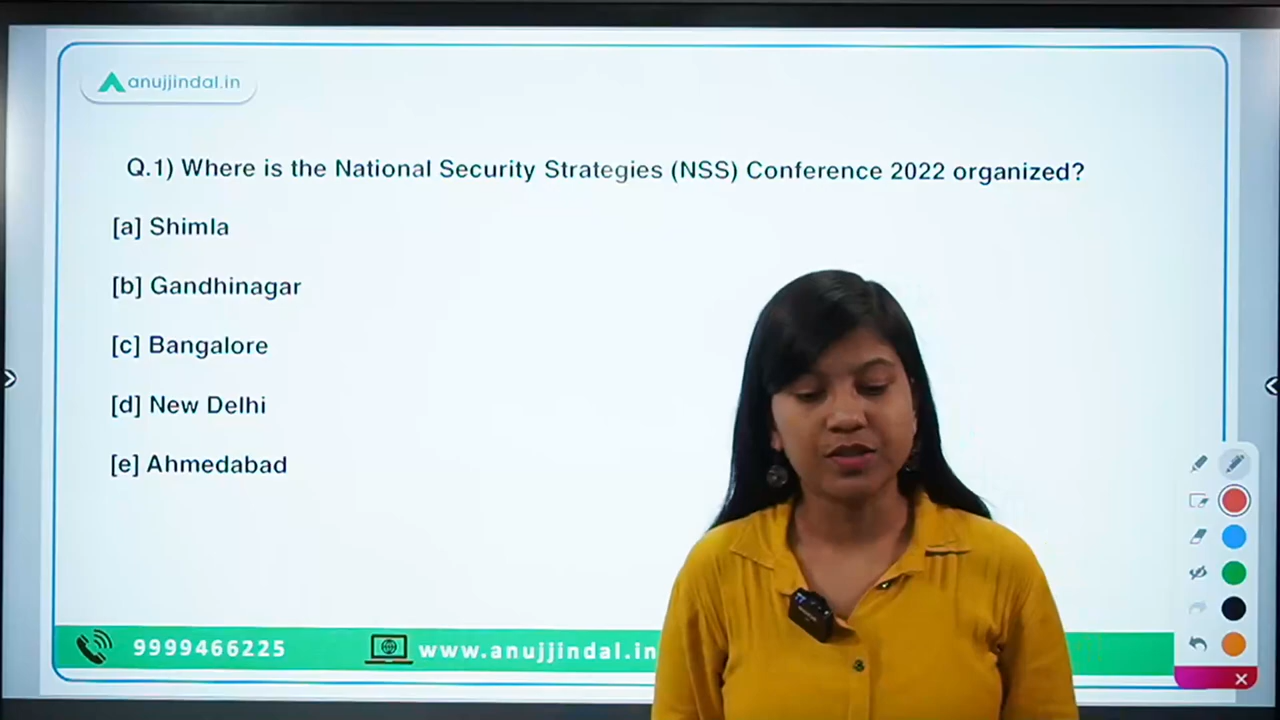 anujjindal.in
Q.1) Where is the National Security Strategies (NSS) Conference 2022 organized?
[a] Shimla
[b] Gandhinagar
[c] Bangalore
[d] New Delhi
[e] Ahmedabad
9999466225 www.anujjindal.in